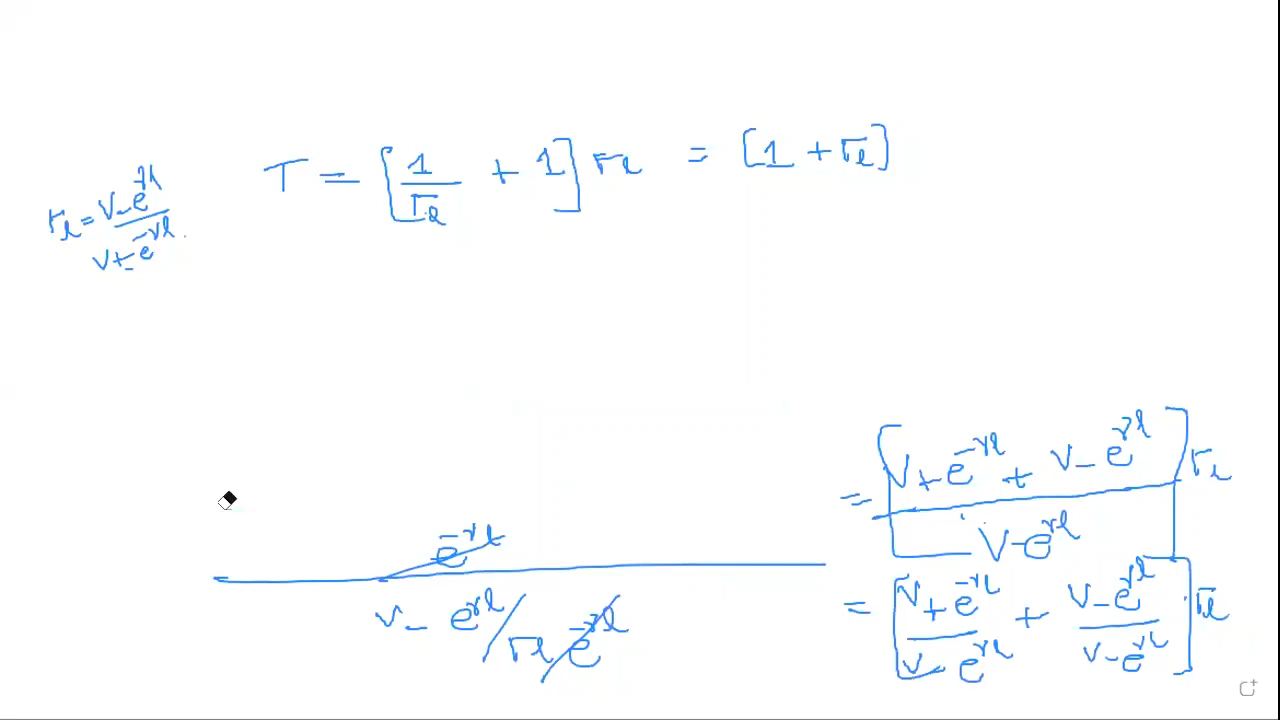 T = [1/Γₗ + 1] Γₗ = [1 + Γₗ]
Γₗ = V₋e^γl / V₊e^-γl
= [V₊e^-γl + V₋e^γl / V₋e^γl] Γₗ
e^-γl
V₋e^γl / Γₗ e^-γl
= [V₊e^-γl / V₋e^γl + V₋e^γl / V₋e^γl] Γₗ